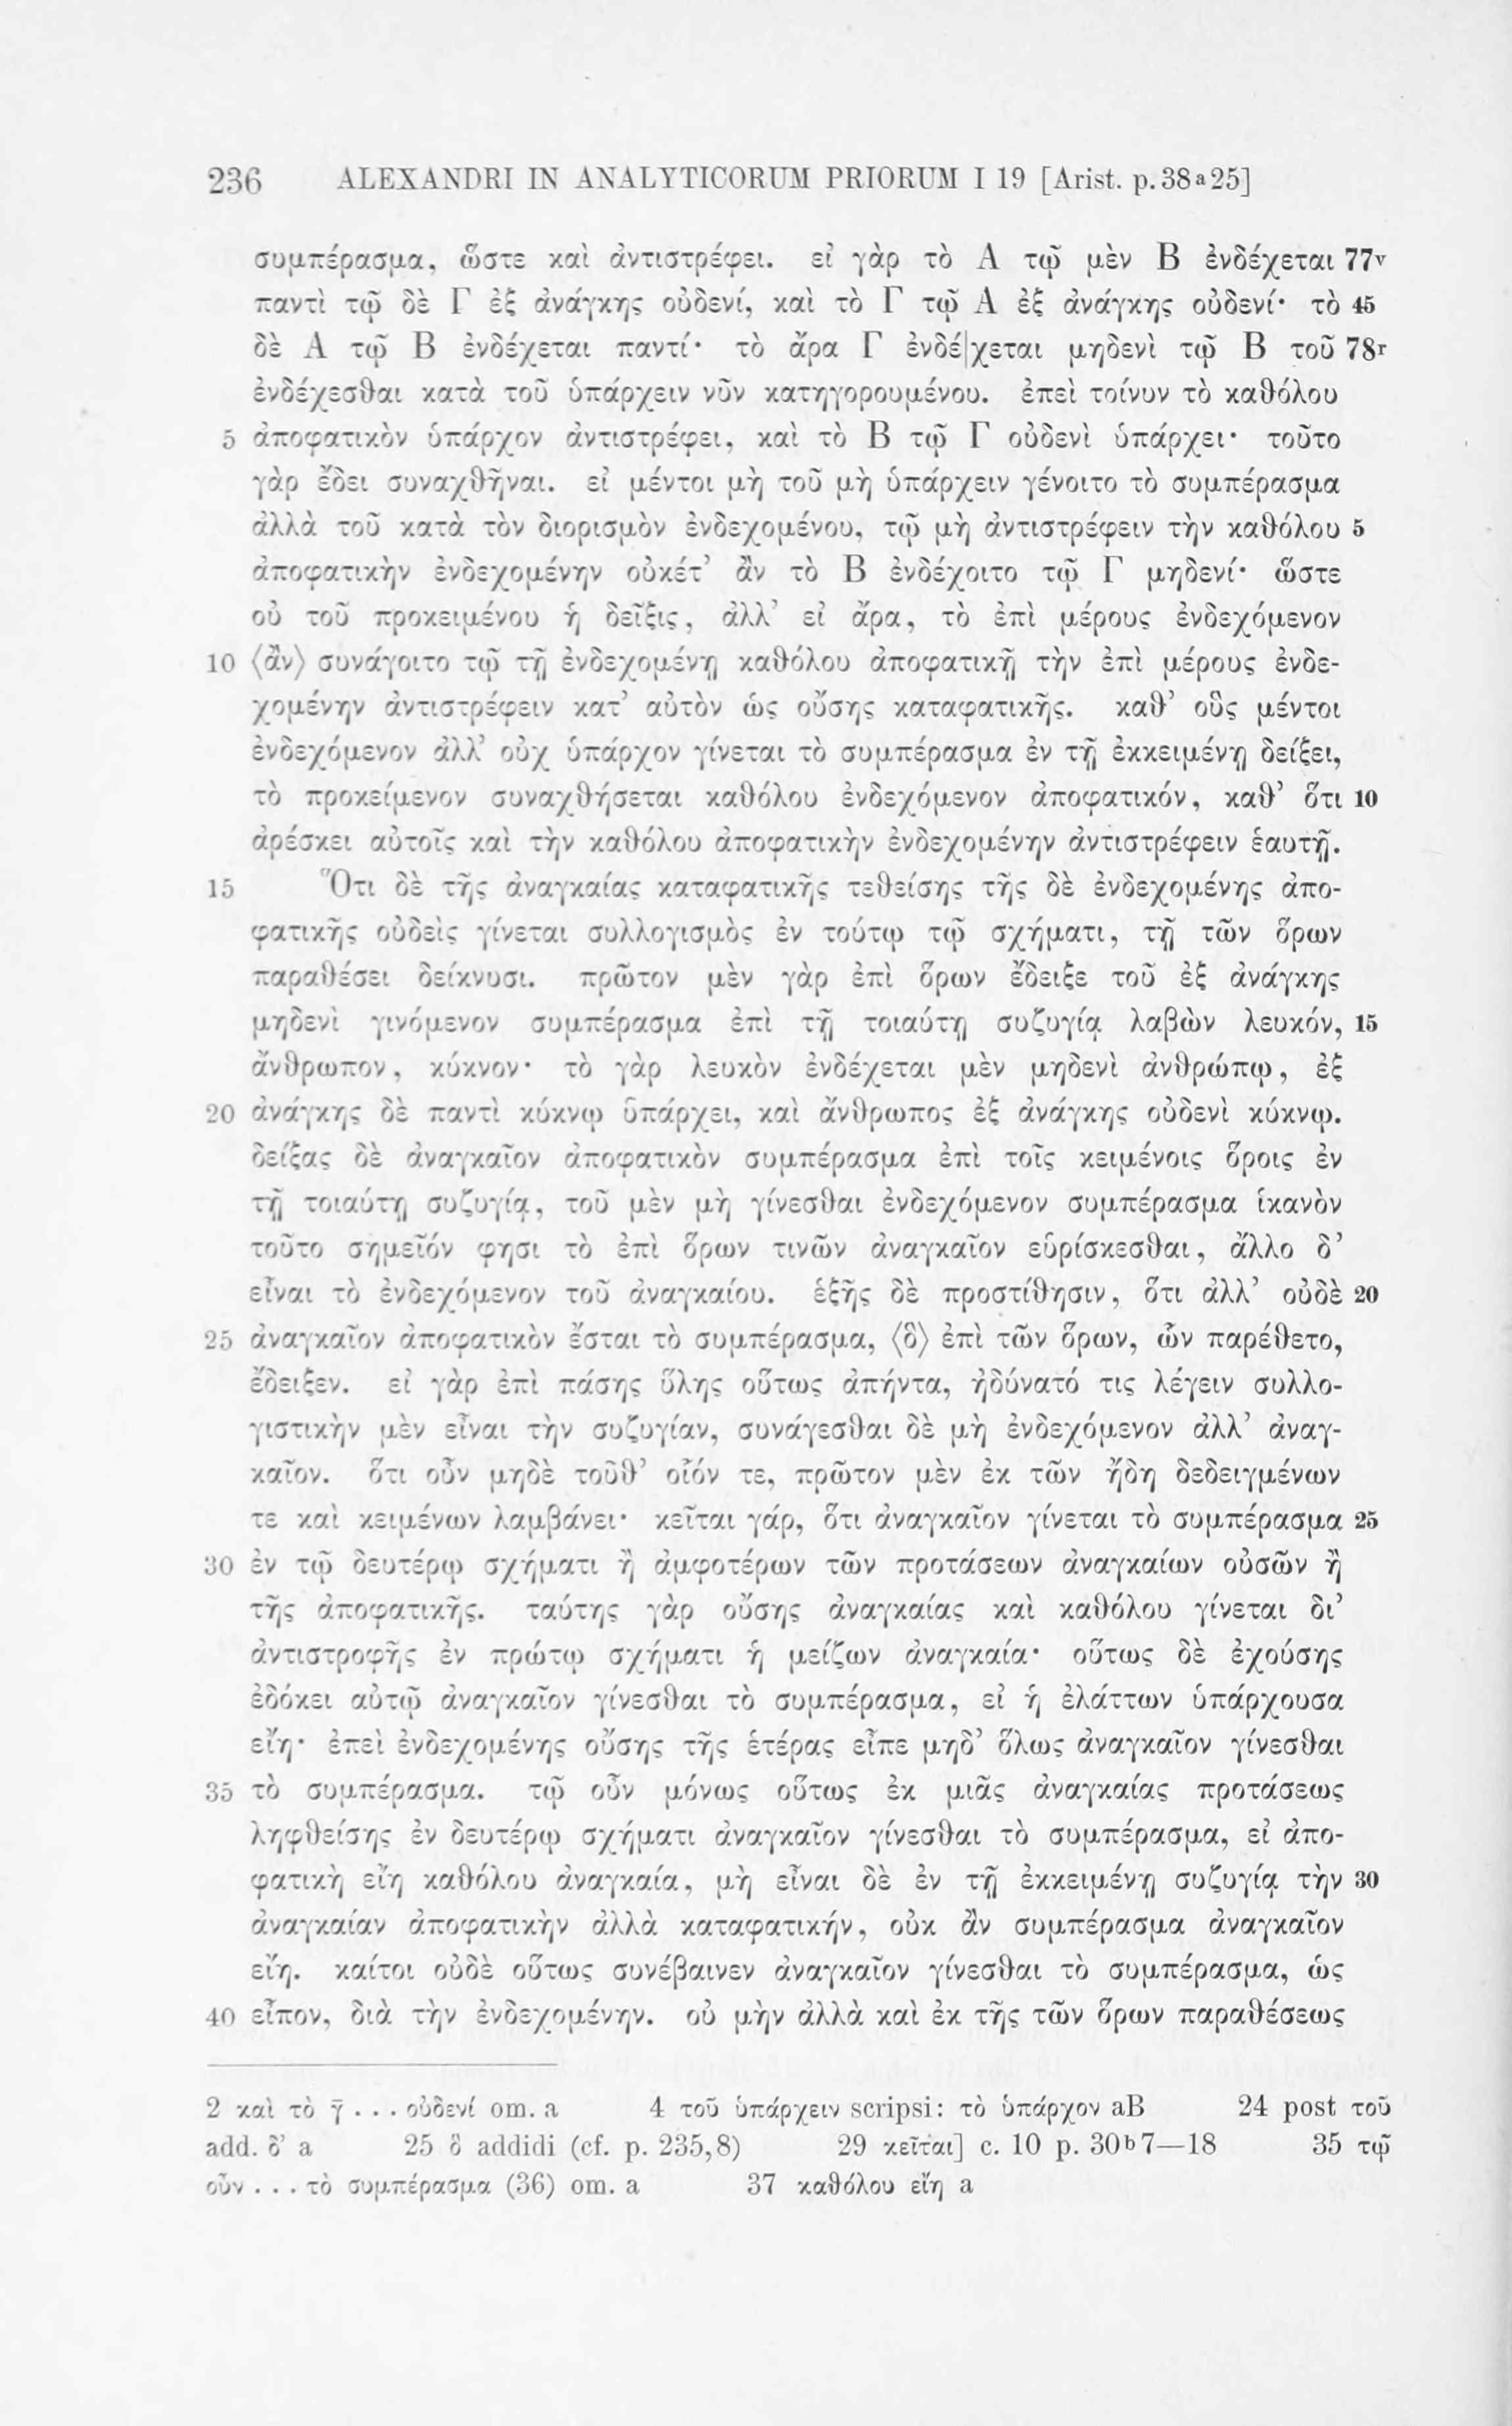 236 ALEXANDRI IN ANALYTICORUM PRIORUM I 19 [Arist. p. 38ª25]
συμπέρασμα, ὥστε καὶ ἀντιστρέφει. εἰ γὰρ τὸ Α τῷ μὲν Β ἐνδέχεται 77v
παντὶ τῷ δὲ Γ ἐξ ἀνάγκης οὐδενί, καὶ τὸ Γ τῷ Α ἐξ ἀνάγκης οὐδενί· τὸ 45
δὲ Α τῷ Β ἐνδέχεται παντί· τὸ ἄρα Γ ἐνδέ|χεται μηδενὶ τῷ Β τοῦ 78r
ἐνδέχεσθαι κατὰ τοῦ ὑπάρχειν νῦν κατηγορουμένου. ἐπεὶ τοίνυν τὸ καθόλου
5 ἀποφατικὸν ὑπάρχον ἀντιστρέφει, καὶ τὸ Β τῷ Γ οὐδενὶ ὑπάρχει· τοῦτο
γὰρ ἔδει συναχθῆναι. εἰ μέντοι μὴ τοῦ μὴ ὑπάρχειν γένοιτο τὸ συμπέρασμα
ἀλλὰ τοῦ κατὰ τὸν διορισμὸν ἐνδεχομένου, τῷ μὴ ἀντιστρέφειν τὴν καθόλου 5
ἀποφατικὴν ἐνδεχομένην οὐκέτ’ ἂν τὸ Β ἐνδέχοιτο τῷ Γ μηδενί· ὥστε
οὐ τοῦ προκειμένου ἡ δεῖξις, ἀλλ’ εἰ ἄρα, τὸ ἐπὶ μέρους ἐνδεχόμενον
10 ⟨ἂν⟩ συνάγοιτο τῷ τῇ ἐνδεχομένῃ καθόλου ἀποφατικῇ τὴν ἐπὶ μέρους ἐνδε-
χομένην ἀντιστρέφειν κατ’ αὐτὸν ὡς οὔσης καταφατικῆς. καθ’ οὓς μέντοι
ἐνδεχόμενον ἀλλ’ οὐχ ὑπάρχον γίνεται τὸ συμπέρασμα ἐν τῇ ἐκκειμένῃ δείξει,
τὸ προκείμενον συναχθήσεται καθόλου ἐνδεχόμενον ἀποφατικόν, καθ’ ὅτι 10
ἀρέσκει αὐτοῖς καὶ τὴν καθόλου ἀποφατικὴν ἐνδεχομένην ἀντιστρέφειν ἑαυτῇ.
15 Ὅτι δὲ τῆς ἀναγκαίας καταφατικῆς τεθείσης τῆς δὲ ἐνδεχομένης ἀπο-
φατικῆς οὐδεὶς γίνεται συλλογισμὸς ἐν τούτῳ τῷ σχήματι, τῇ τῶν ὅρων
παραθέσει δείκνυσι. πρῶτον μὲν γὰρ ἐπὶ ὅρων ἔδειξε τοῦ ἐξ ἀνάγκης
μηδενὶ γινόμενον συμπέρασμα ἐπὶ τῇ τοιαύτῃ συζυγίᾳ λαβὼν λευκόν, 15
ἄνθρωπον, κύκνον· τὸ γὰρ λευκὸν ἐνδέχεται μὲν μηδενὶ ἀνθρώπῳ, ἐξ
20 ἀνάγκης δὲ παντὶ κύκνῳ ὑπάρχει, καὶ ἄνθρωπος ἐξ ἀνάγκης οὐδενὶ κύκνῳ.
δείξας δὲ ἀναγκαῖον ἀποφατικὸν συμπέρασμα ἐπὶ τοῖς κειμένοις ὅροις ἐν
τῇ τοιαύτῃ συζυγίᾳ, τοῦ μὲν μὴ γίνεσθαι ἐνδεχόμενον συμπέρασμα ἱκανὸν
τοῦτο σημεῖόν φησι τὸ ἐπὶ ὅρων τινῶν ἀναγκαῖον εὑρίσκεσθαι, ἄλλο δ’
εἶναι τὸ ἐνδεχόμενον τοῦ ἀναγκαίου. ἑξῆς δὲ προστίθησιν, ὅτι ἀλλ’ οὐδὲ 20
25 ἀναγκαῖον ἀποφατικὸν ἔσται τὸ συμπέρασμα, ⟨ὃ⟩ ἐπὶ τῶν ὅρων, ὧν παρέθετο,
ἔδειξεν. εἰ γὰρ ἐπὶ πάσης ὕλης οὕτως ἀπήντα, ἠδύνατό τις λέγειν συλλο-
γιστικὴν μὲν εἶναι τὴν συζυγίαν, συνάγεσθαι δὲ μὴ ἐνδεχόμενον ἀλλ’ ἀναγ-
καῖον. ὅτι οὖν μηδὲ τοῦθ’ οἷόν τε, πρῶτον μὲν ἐκ τῶν ἤδη δεδειγμένων
τε καὶ κειμένων λαμβάνει· κεῖται γάρ, ὅτι ἀναγκαῖον γίνεται τὸ συμπέρασμα 25
30 ἐν τῷ δευτέρῳ σχήματι ἢ ἀμφοτέρων τῶν προτάσεων ἀναγκαίων οὐσῶν ἢ
τῆς ἀποφατικῆς. ταύτης γὰρ οὔσης ἀναγκαίας καὶ καθόλου γίνεται δι’
ἀντιστροφῆς ἐν πρώτῳ σχήματι ἡ μείζων ἀναγκαία· οὕτως δὲ ἐχούσης
ἐδόκει αὐτῷ ἀναγκαῖον γίνεσθαι τὸ συμπέρασμα, εἰ ἡ ἐλάττων ὑπάρχουσα
εἴη· ἐπεὶ ἐνδεχομένης οὔσης τῆς ἑτέρας εἶπε μηδ’ ὅλως ἀναγκαῖον γίνεσθαι
35 τὸ συμπέρασμα. τῷ οὖν μόνως οὕτως ἐκ μιᾶς ἀναγκαίας προτάσεως
ληφθείσης ἐν δευτέρῳ σχήματι ἀναγκαῖον γίνεσθαι τὸ συμπέρασμα, εἰ ἀπο-
φατικὴ εἴη καθόλου ἀναγκαία, μὴ εἶναι δὲ ἐν τῇ ἐκκειμένῃ συζυγίᾳ τὴν 30
ἀναγκαίαν ἀποφατικὴν ἀλλὰ καταφατικήν, οὐκ ἂν συμπέρασμα ἀναγκαῖον
εἴη. καίτοι οὐδὲ οὕτως συνέβαινεν ἀναγκαῖον γίνεσθαι τὸ συμπέρασμα, ὡς
40 εἶπον, διὰ τὴν ἐνδεχομένην. οὐ μὴν ἀλλὰ καὶ ἐκ τῆς τῶν ὅρων παραθέσεως
2 καὶ τὸ γ̄ . . . οὐδενί om. a 4 τοῦ ὑπάρχειν scripsi: τὸ ὑπάρχον aB 24 post τοῦ
add. δ’ a 25 ὃ addidi (cf. p. 235,8) 29 κεῖται] c. 10 p. 30b7—18 35 τῷ
οὖν . . . τὸ συμπέρασμα (36) om. a 37 καθόλου εἴη a